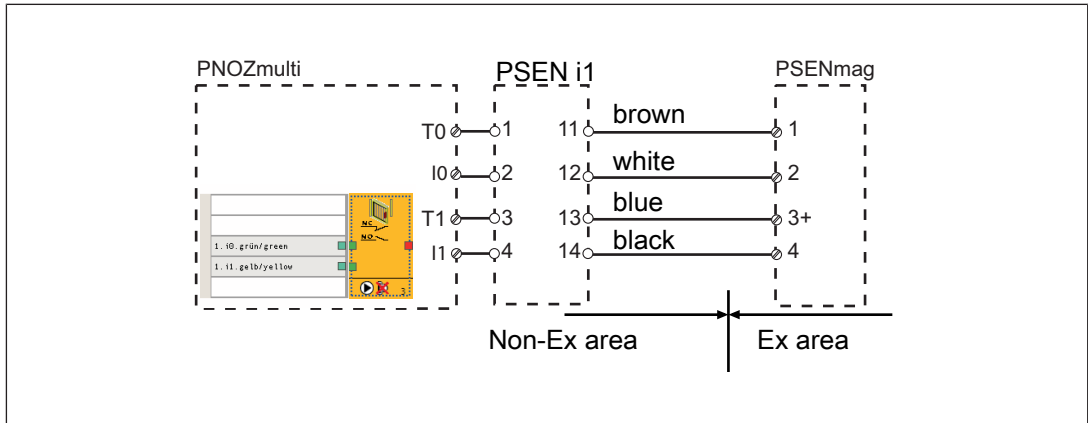 PNOZmulti
PSEN i1
PSENmag
T0 1 11 brown 1
I0 2 12 white 2
T1 3 13 blue 3+
I1 4 14 black 4
NC
NO
1.i0.grün/green
1.i1.gelb/yellow
3
Non-Ex area
Ex area